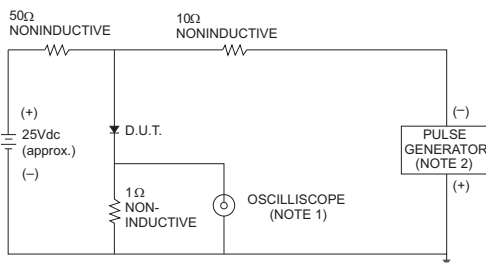 50Ω
NONINDUCTIVE
10Ω
NONINDUCTIVE
(+)
25Vdc
(approx.)
(–)
D.U.T.
1Ω
NON-
INDUCTIVE
OSCILLISCOPE
(NOTE 1)
(–)
PULSE
GENERATOR
(NOTE 2)
(+)